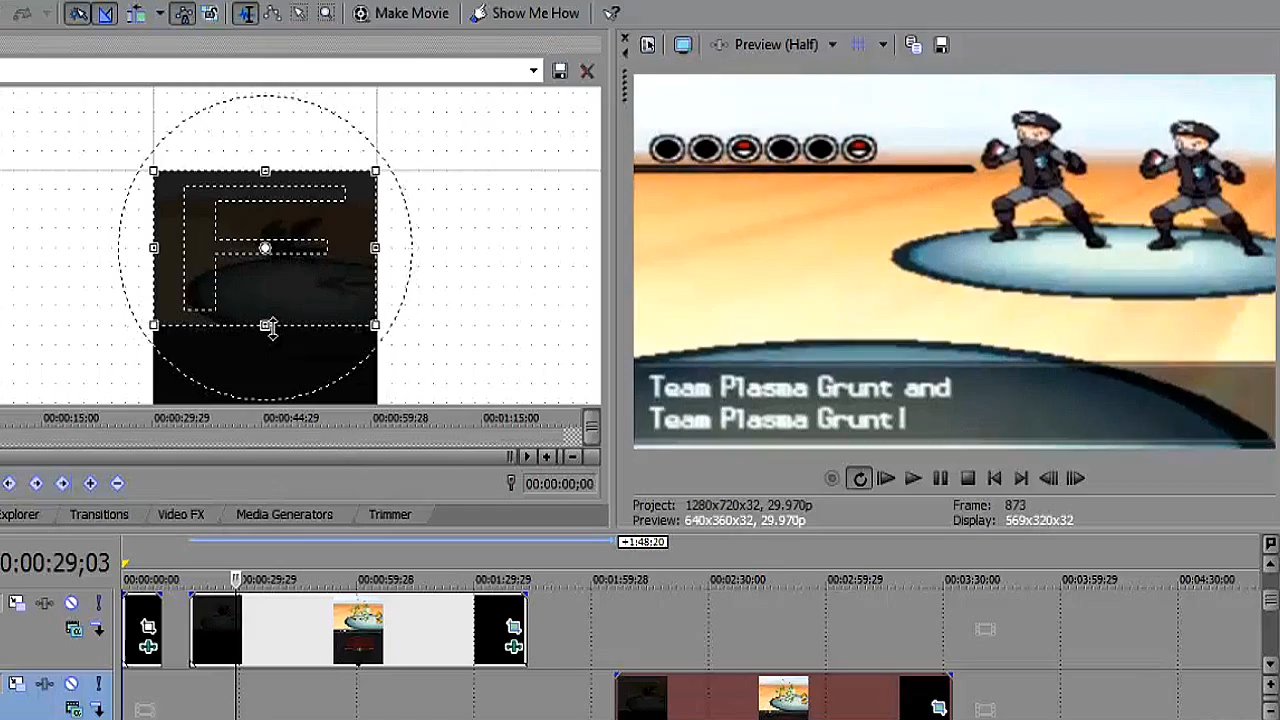 Make Movie
Show Me How
Preview (Half)
Team Plasma Grunt and
Team Plasma Grunt!
00:00:15:00
00:00:29;29
00:00:44:29
00:00:59:28
00:01:15:00
00:00:00;00
Project: 1280x720x32, 29.970p
Preview: 640x360x32, 29.970p
Frame: 873
Display: 569x320x32
xplorer
Transitions
Video FX
Media Generators
Trimmer
+1:48:20
0:00:29;03
00:00:00:00
00:00:29:29
00:00:59:28
00:01:29:29
00:01:59:28
00:02:30:00
00:02:59:29
00:03:30:00
00:03:59:29
00:04:30:00